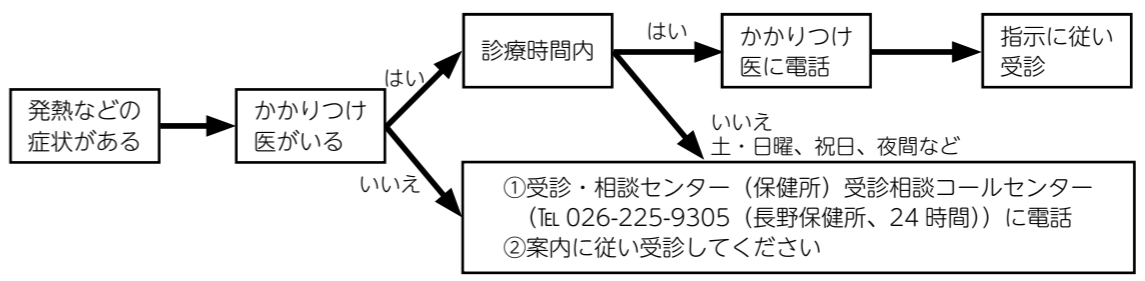 発熱などの
症状がある
かかりつけ
医がいる
はい
いいえ
診療時間内
はい
かかりつけ
医に電話
指示に従い
受診
いいえ
土・日曜、祝日、夜間など
①受診・相談センター（保健所）受診相談コールセンター
（℡ 026-225-9305（長野保健所、24 時間））に電話
②案内に従い受診してください